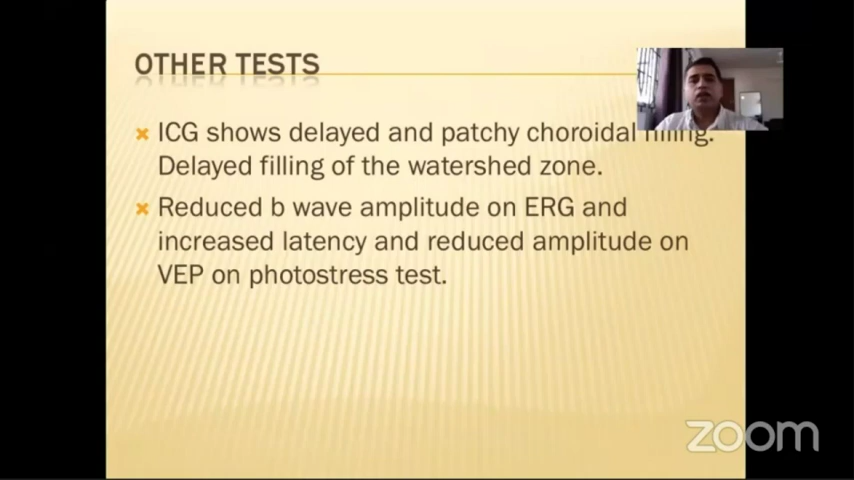 OTHER TESTS
ICG shows delayed and patchy choroidal filling.
Delayed filling of the watershed zone.
Reduced b wave amplitude on ERG and
increased latency and reduced amplitude on
VEP on photostress test.
zoom